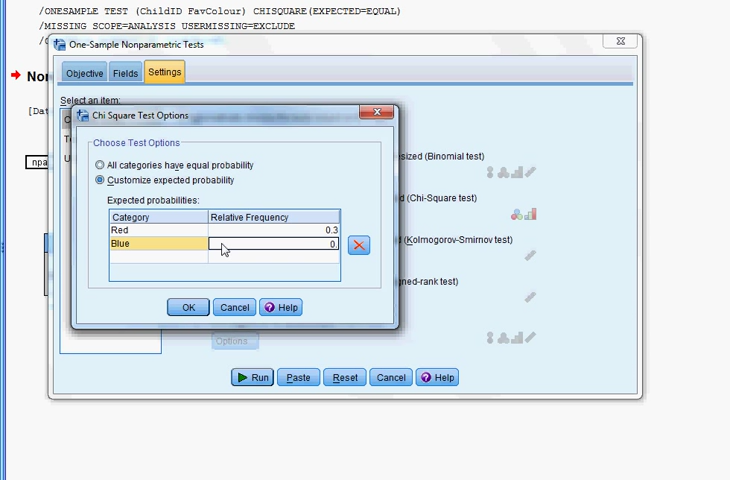 /ONESAMPLE TEST (ChildID FavColour) CHISQUARE(EXPECTED=EQUAL)
/MISSING SCOPE=ANALYSIS USERMISSING=EXCLUDE
One-Sample Nonparametric Tests
Objective Fields Settings
Select an item:
Chi Square Test Options
Choose Test Options
All categories have equal probability
Customize expected probability
Expected probabilities:
Category Relative Frequency
Red 0.3
Blue 0.
OK Cancel Help
(Binomial test)
(Chi-Square test)
(Kolmogorov-Smirnov test)
test)
Options...
Run Paste Reset Cancel Help